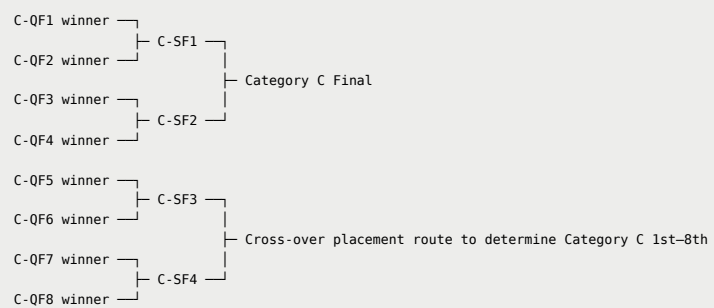 C-QF1 winner
C-SF1
C-QF2 winner
Category C Final
C-QF3 winner
C-SF2
C-QF4 winner
C-QF5 winner
C-SF3
C-QF6 winner
Cross-over placement route to determine Category C 1st–8th
C-QF7 winner
C-SF4
C-QF8 winner